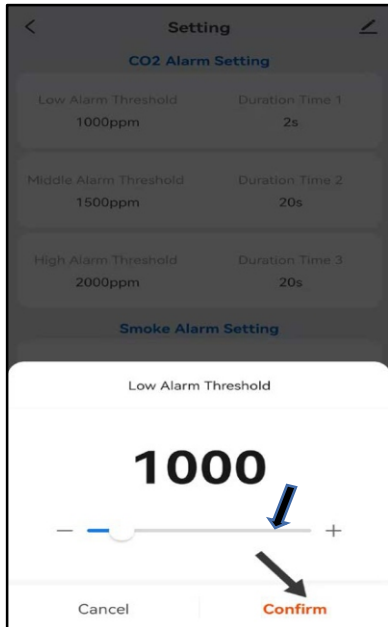 Setting
CO2 Alarm Setting
Low Alarm Threshold Duration Time 1
1000ppm 2s
Middle Alarm Threshold Duration Time 2
1500ppm 20s
High Alarm Threshold Duration Time 3
2000ppm 20s
Smoke Alarm Setting
Low Alarm Threshold
1000
− +
Cancel Confirm